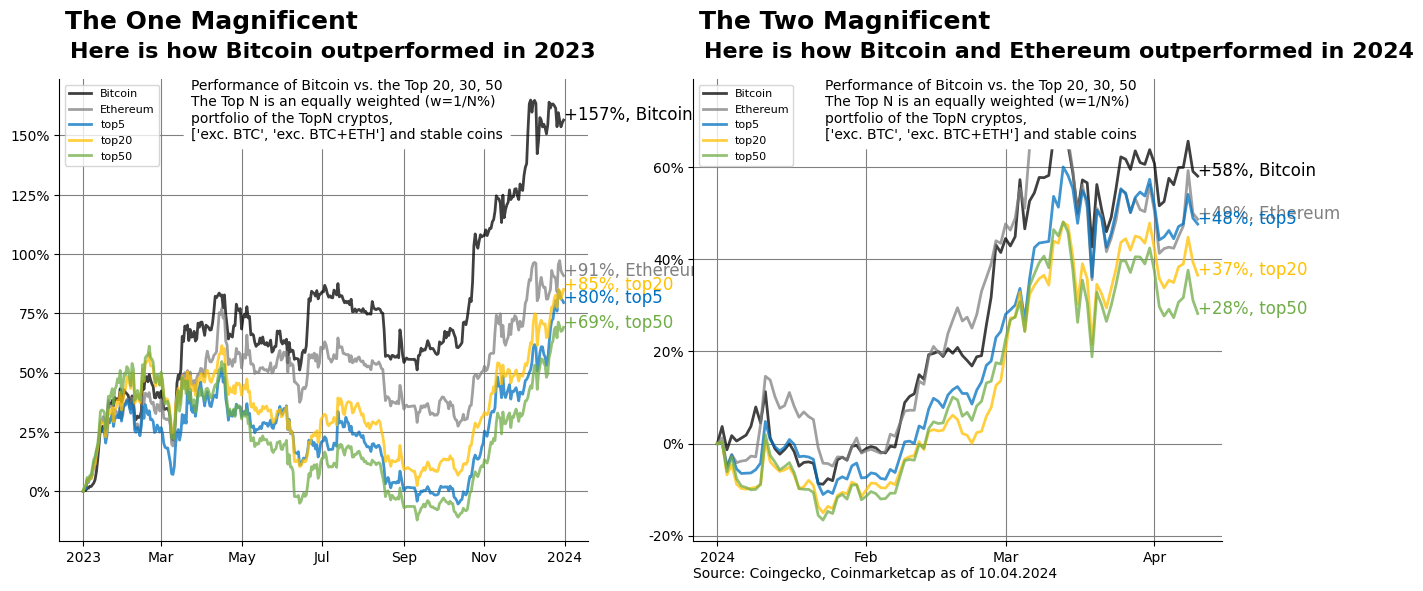 The One Magnificent
Here is how Bitcoin outperformed in 2023
Bitcoin
Ethereum
top5
top20
top50
Performance of Bitcoin vs. the Top 20, 30, 50
The Top N is an equally weighted (w=1/N%)
portfolio of the TopN cryptos,
['exc. BTC', 'exc. BTC+ETH'] and stable coins
150%
125%
100%
75%
50%
25%
0%
+157%, Bitcoin
+91%, Ethereum
+85%, top20
+80%, top5
+69%, top50
2023
Mar
May
Jul
Sep
Nov
2024
The Two Magnificent
Here is how Bitcoin and Ethereum outperformed in 2024
Bitcoin
Ethereum
top5
top20
top50
Performance of Bitcoin vs. the Top 20, 30, 50
The Top N is an equally weighted (w=1/N%)
portfolio of the TopN cryptos,
['exc. BTC', 'exc. BTC+ETH'] and stable coins
60%
40%
20%
0%
-20%
+58%, Bitcoin
+49%, Ethereum
+48%, top5
+37%, top20
+28%, top50
2024
Feb
Mar
Apr
Source: Coingecko, Coinmarketcap as of 10.04.2024